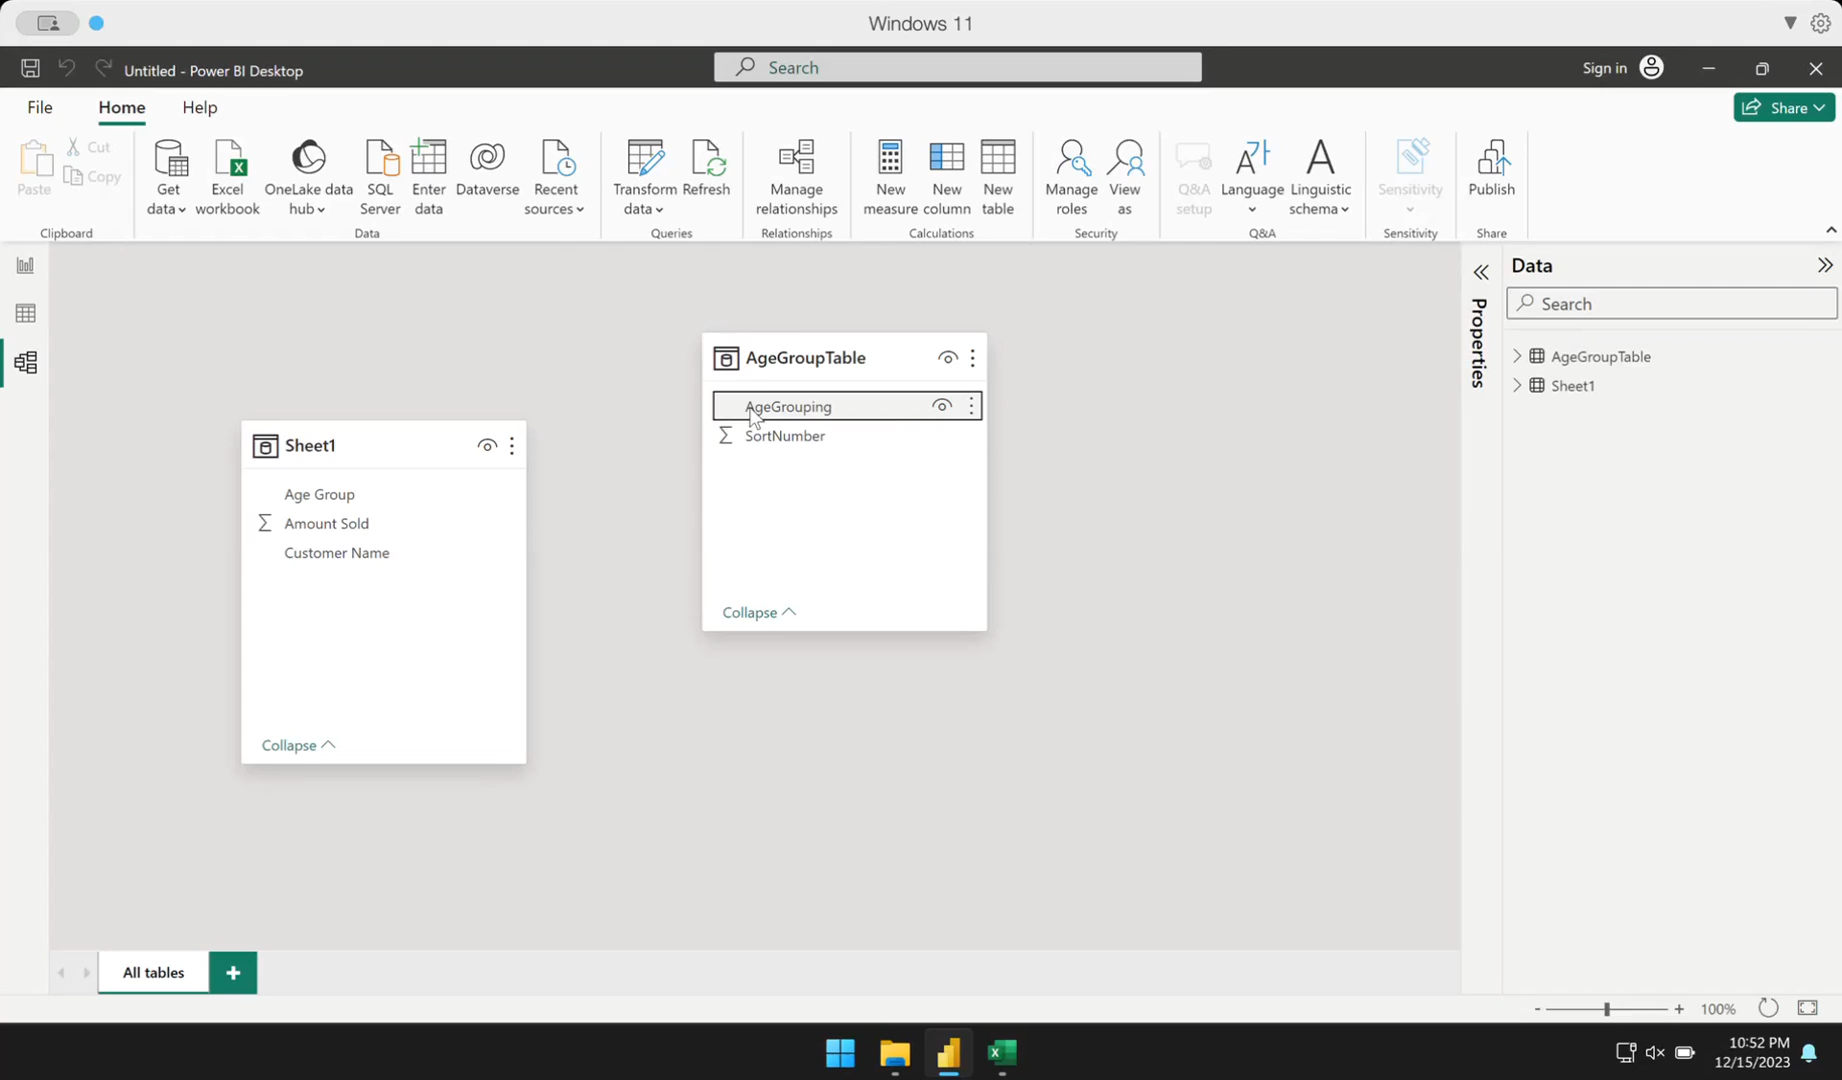 Windows 11
Untitled - Power BI Desktop
Search
Sign in
File
Home
Help
Share
Paste
Cut
Copy
Get data
Excel workbook
OneLake data hub
SQL Server
Enter data
Dataverse
Recent sources
Transform data
Refresh
Manage relationships
New measure
New column
New table
Manage roles
View as
Q&A setup
Language
Linguistic schema
Sensitivity
Publish
Clipboard
Data
Queries
Relationships
Calculations
Security
Q&A
Sensitivity
Share
Sheet1
Age Group
Amount Sold
Customer Name
Collapse
AgeGroupTable
AgeGrouping
SortNumber
Collapse
Properties
Data
Search
AgeGroupTable
Sheet1
All tables
100%
10:52 PM
12/15/2023